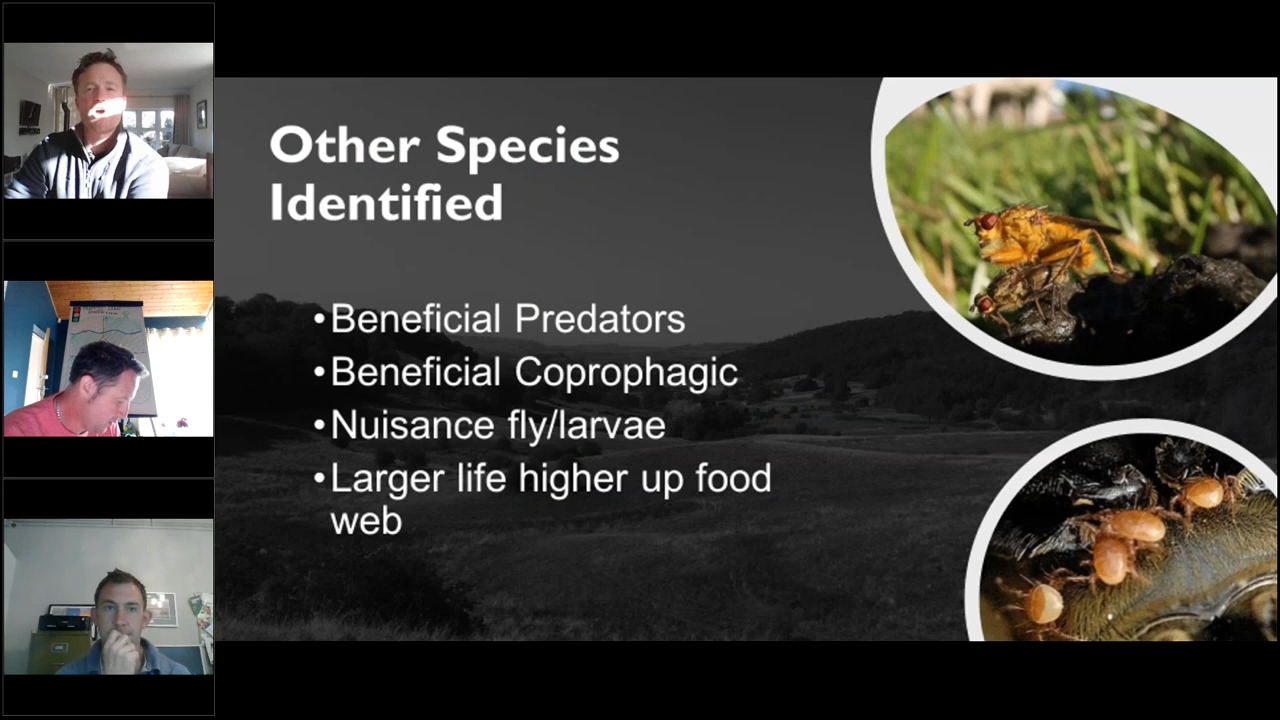 Other Species
Identified
•Beneficial Predators
•Beneficial Coprophagic
•Nuisance fly/larvae
•Larger life higher up food
web